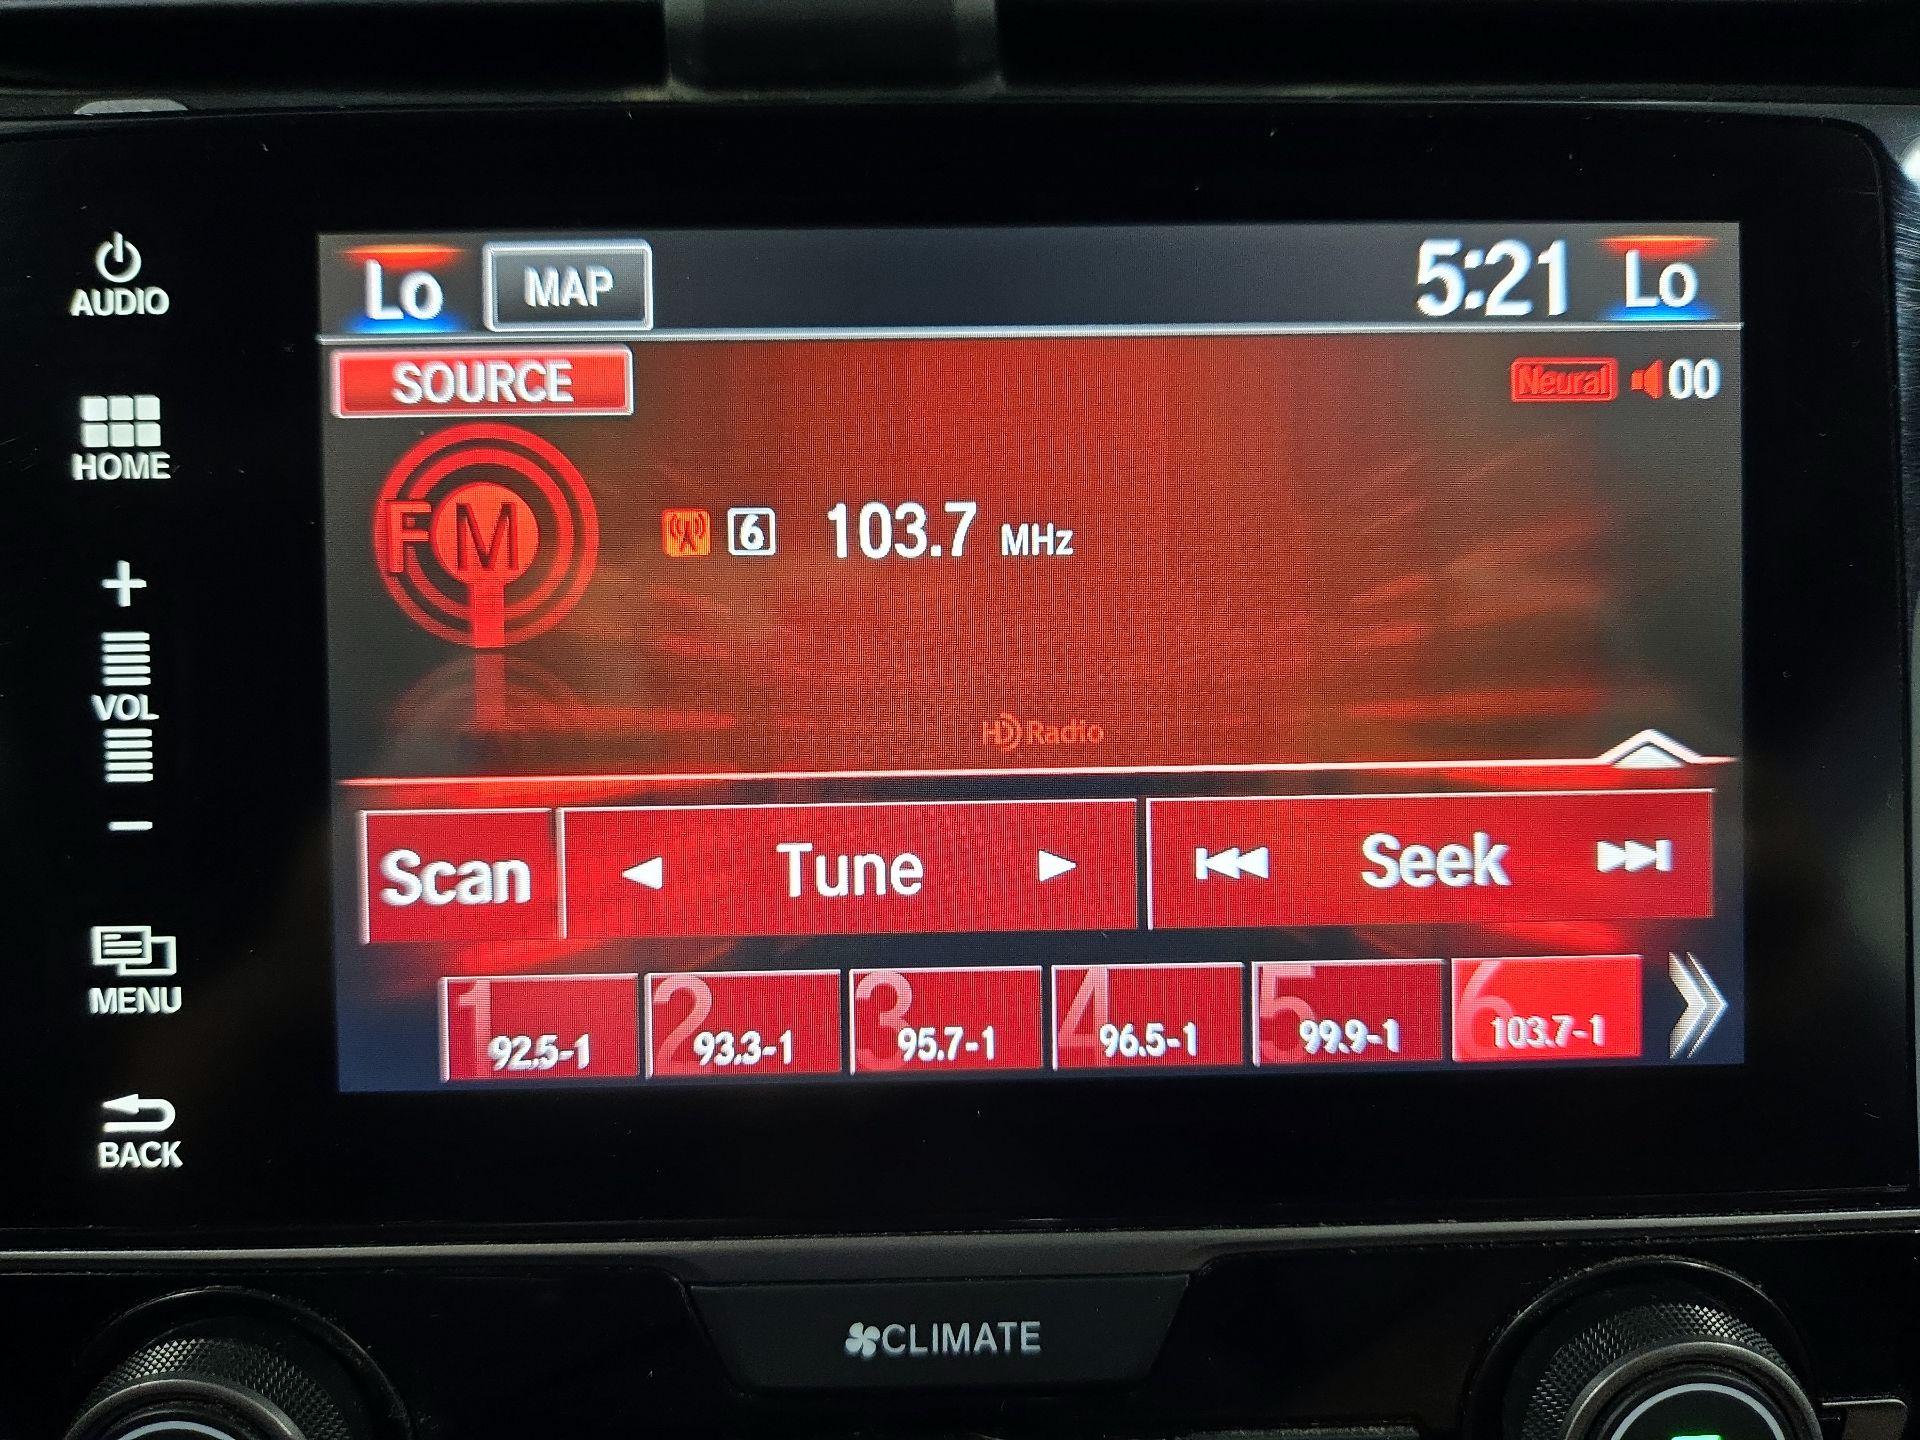 AUDIO
HOME
+
VOL
−
MENU
BACK
Lo MAP 5:21 Lo
SOURCE Neural 00
FM 6 103.7 MHz
HD Radio
Scan Tune Seek
1 92.5-1 2 93.3-1 3 95.7-1 4 96.5-1 5 99.9-1 6 103.7-1
CLIMATE